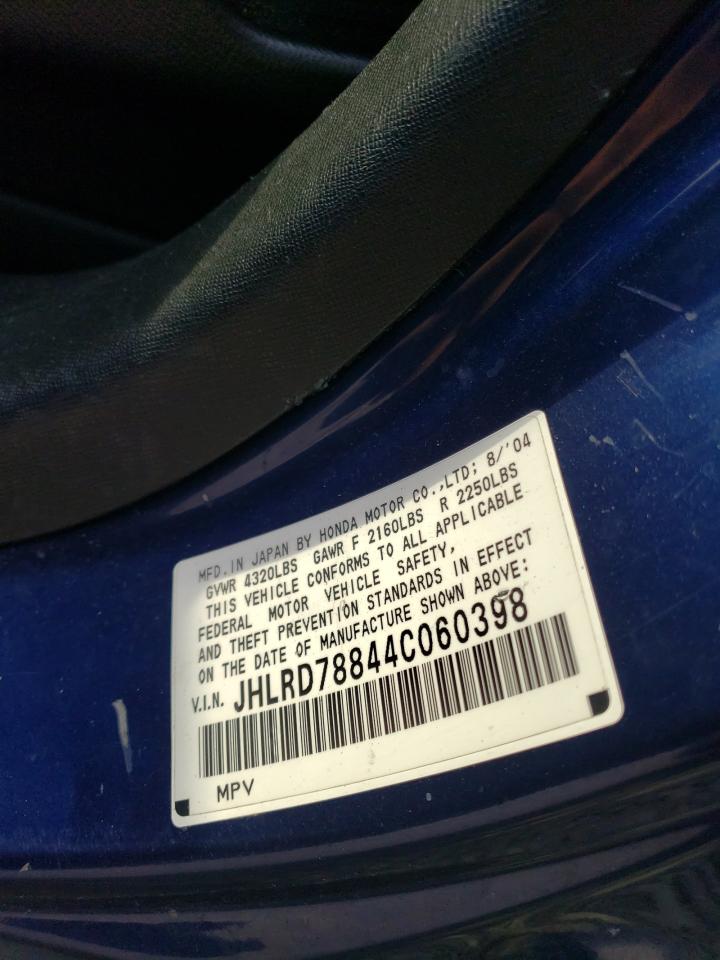 MFD. IN JAPAN BY HONDA MOTOR CO.,LTD; 8/'04
GVWR 4320LBS GAWR F 2160LBS R 2250LBS
THIS VEHICLE CONFORMS TO ALL APPLICABLE
FEDERAL MOTOR VEHICLE SAFETY,
AND THEFT PREVENTION STANDARDS IN EFFECT
ON THE DATE OF MANUFACTURE SHOWN ABOVE:
V.I.N. JHLRD78844C060398
MPV